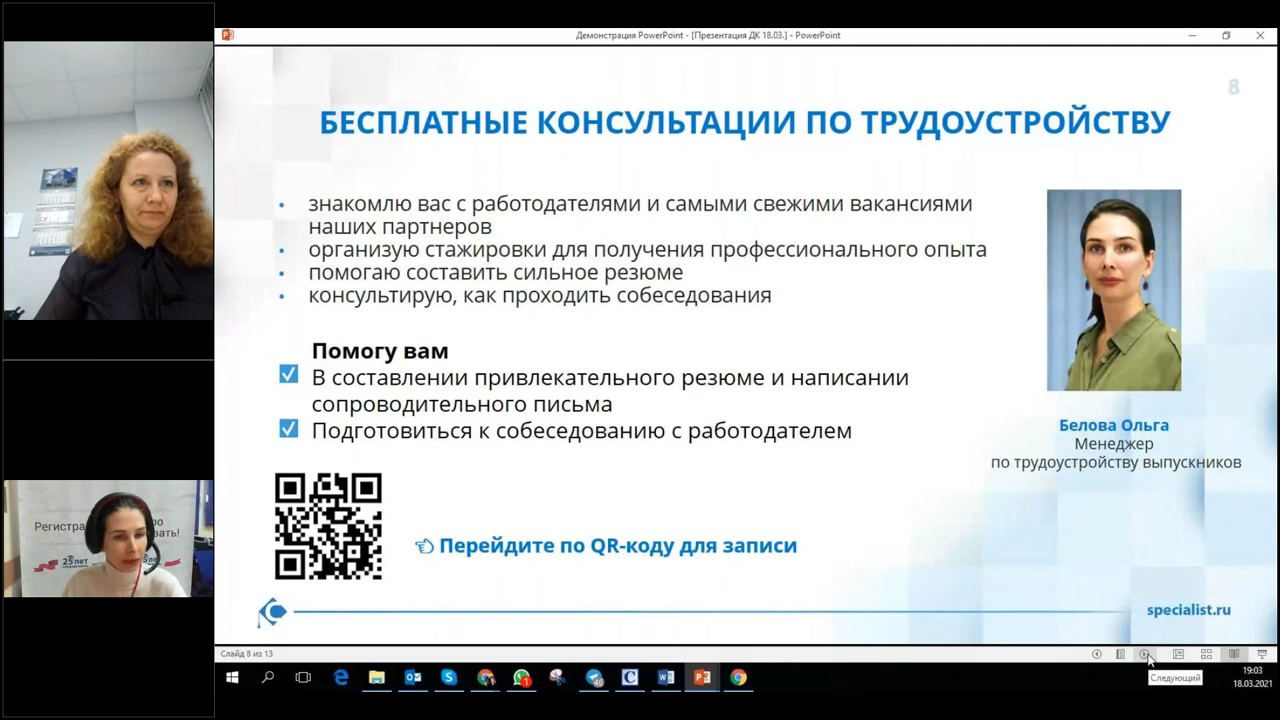 Демонстрация PowerPoint - [Презентация ДК 18.03.] - PowerPoint
8
БЕСПЛАТНЫЕ КОНСУЛЬТАЦИИ ПО ТРУДОУСТРОЙСТВУ
• знакомлю вас с работодателями и самыми свежими вакансиями
наших партнеров
• организую стажировки для получения профессионального опыта
• помогаю составить сильное резюме
• консультирую, как проходить собеседования
Помогу вам
В составлении привлекательного резюме и написании
сопроводительного письма
Подготовиться к собеседованию с работодателем
Белова Ольга
Менеджер
по трудоустройству выпускников
Перейдите по QR-коду для записи
specialist.ru
25 лет
Слайд 8 из 13
Следующий
19:03
18.03.2021